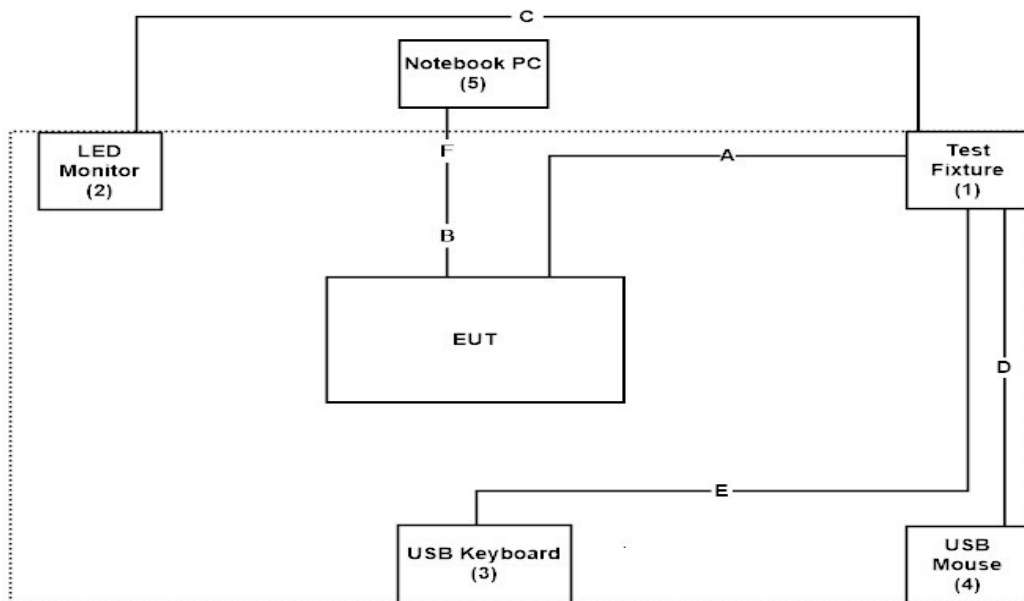 C
Notebook PC
(5)
LED
Monitor
(2)
F
A
Test
Fixture
(1)
B
EUT
D
E
USB Keyboard
(3)
USB
Mouse
(4)